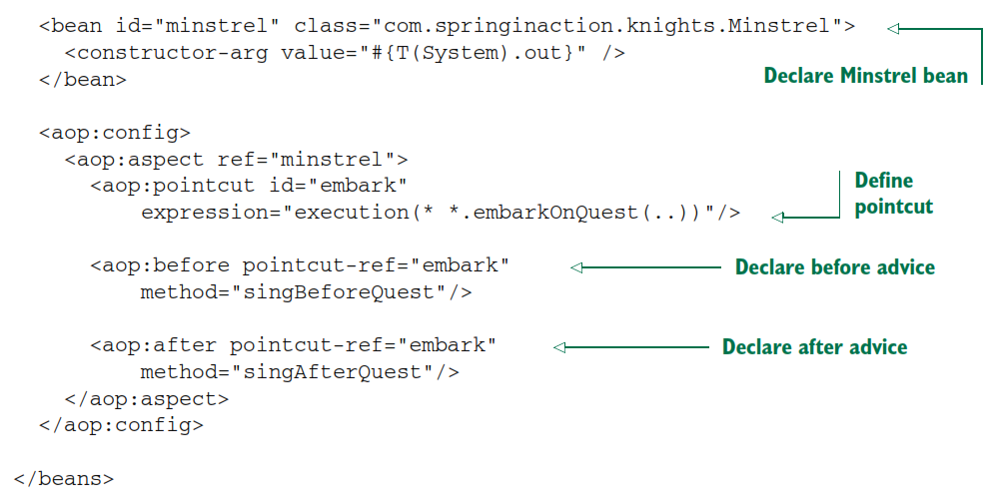 <bean id="minstrel" class="com.springinaction.knights.Minstrel">
<constructor-arg value="#{T(System).out}" />
Declare Minstrel bean
</bean>
<aop:config>
<aop:aspect ref="minstrel">
<aop:pointcut id="embark"
Define
expression="execution(* *.embarkOnQuest(..))"/>
pointcut
<aop:before pointcut-ref="embark"
Declare before advice
method="singBeforeQuest"/>
<aop:after pointcut-ref="embark"
Declare after advice
method="singAfterQuest"/>
</aop:aspect>
</aop:config>
</beans>